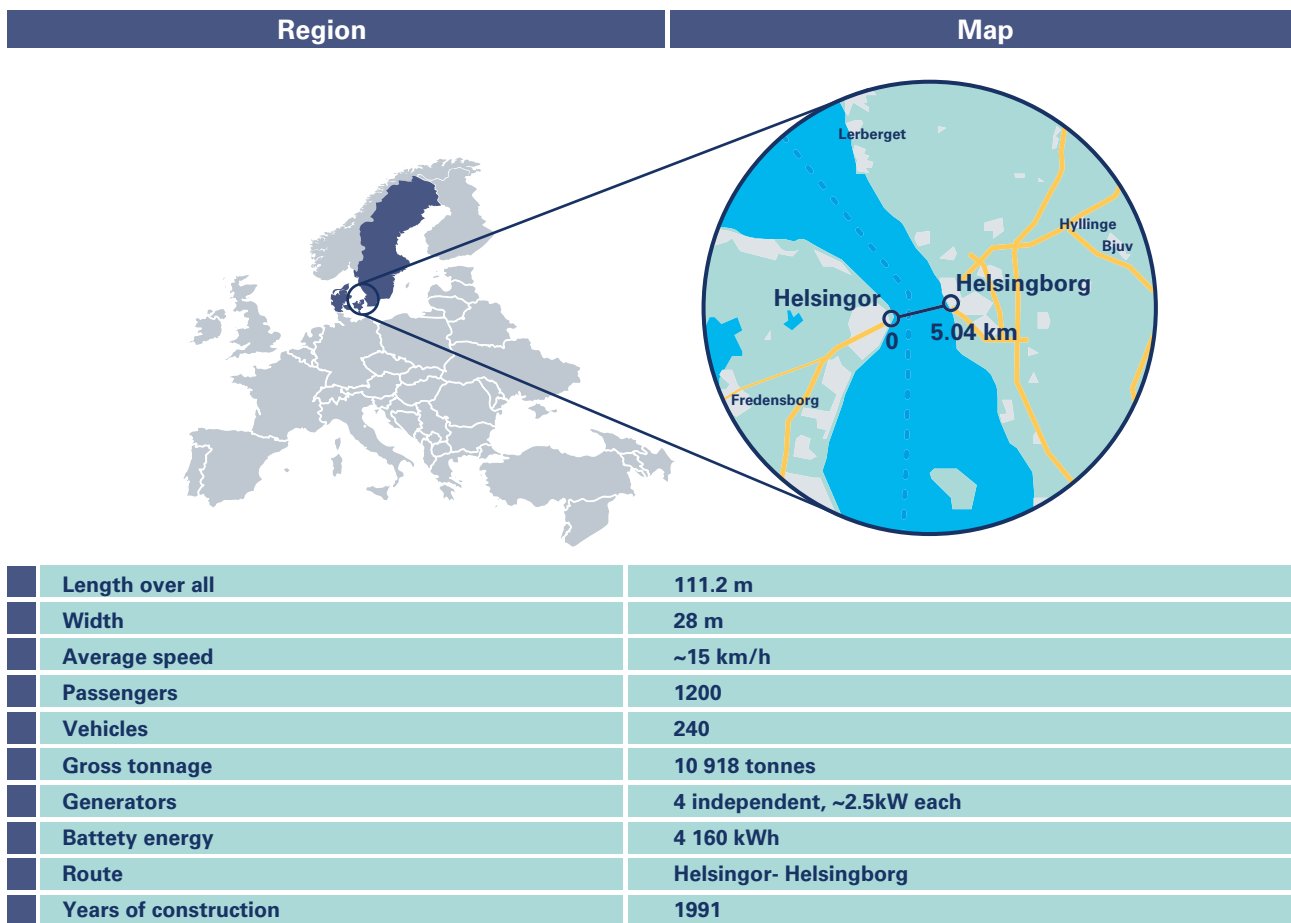 Region
Map
Lerberget
Hyllinge
Bjuv
Helsingborg
Helsingor
5.04 km
0
Fredensborg
Length over all 111.2 m
Width 28 m
Average speed ~15 km/h
Passengers 1200
Vehicles 240
Gross tonnage 10 918 tonnes
Generators 4 independent, ~2.5kW each
Battety energy 4 160 kWh
Route Helsingor- Helsingborg
Years of construction 1991